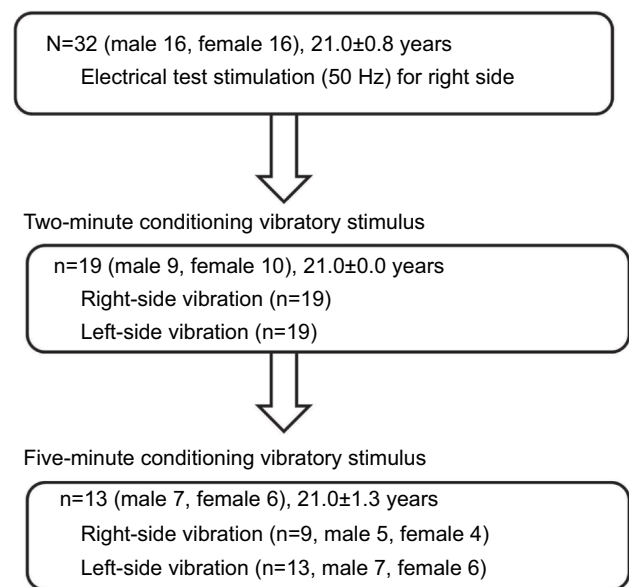 N=32 (male 16, female 16), 21.0±0.8 years
Electrical test stimulation (50 Hz) for right side
Two-minute conditioning vibratory stimulus
n=19 (male 9, female 10), 21.0±0.0 years
Right-side vibration (n=19)
Left-side vibration (n=19)
Five-minute conditioning vibratory stimulus
n=13 (male 7, female 6), 21.0±1.3 years
Right-side vibration (n=9, male 5, female 4)
Left-side vibration (n=13, male 7, female 6)